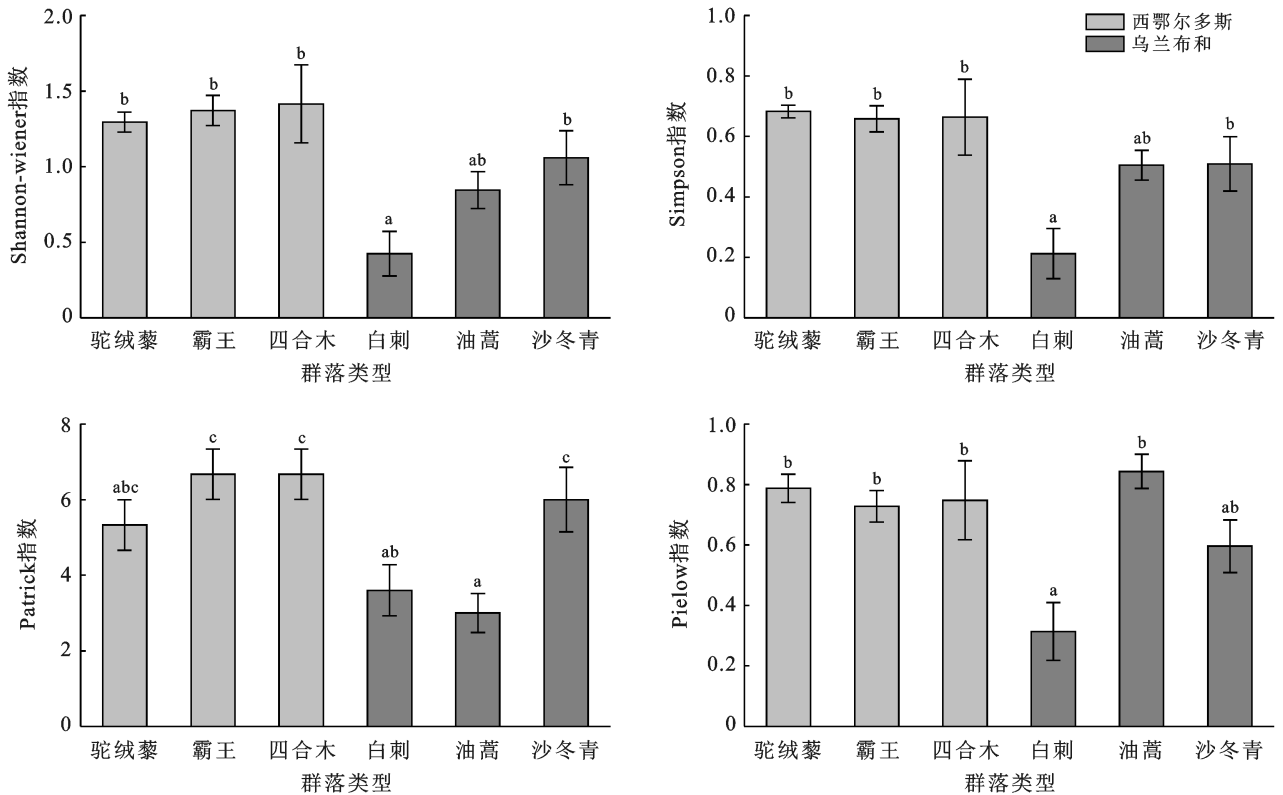 2.0
1.5
1.0
0.5
0
Shannon-wiener指数
b
b
b
a
ab
b
驼绒藜 霸王 四合木 白刺 油蒿 沙冬青
群落类型
西鄂尔多斯
乌兰布和
1.0
0.8
0.6
0.4
0.2
0
Simpson指数
b
b
b
a
ab
b
驼绒藜 霸王 四合木 白刺 油蒿 沙冬青
群落类型
8
6
4
2
0
Patrick指数
abc
c
c
ab
a
c
驼绒藜 霸王 四合木 白刺 油蒿 沙冬青
群落类型
1.0
0.8
0.6
0.4
0.2
0
Pielow指数
b
b
b
a
b
ab
驼绒藜 霸王 四合木 白刺 油蒿 沙冬青
群落类型